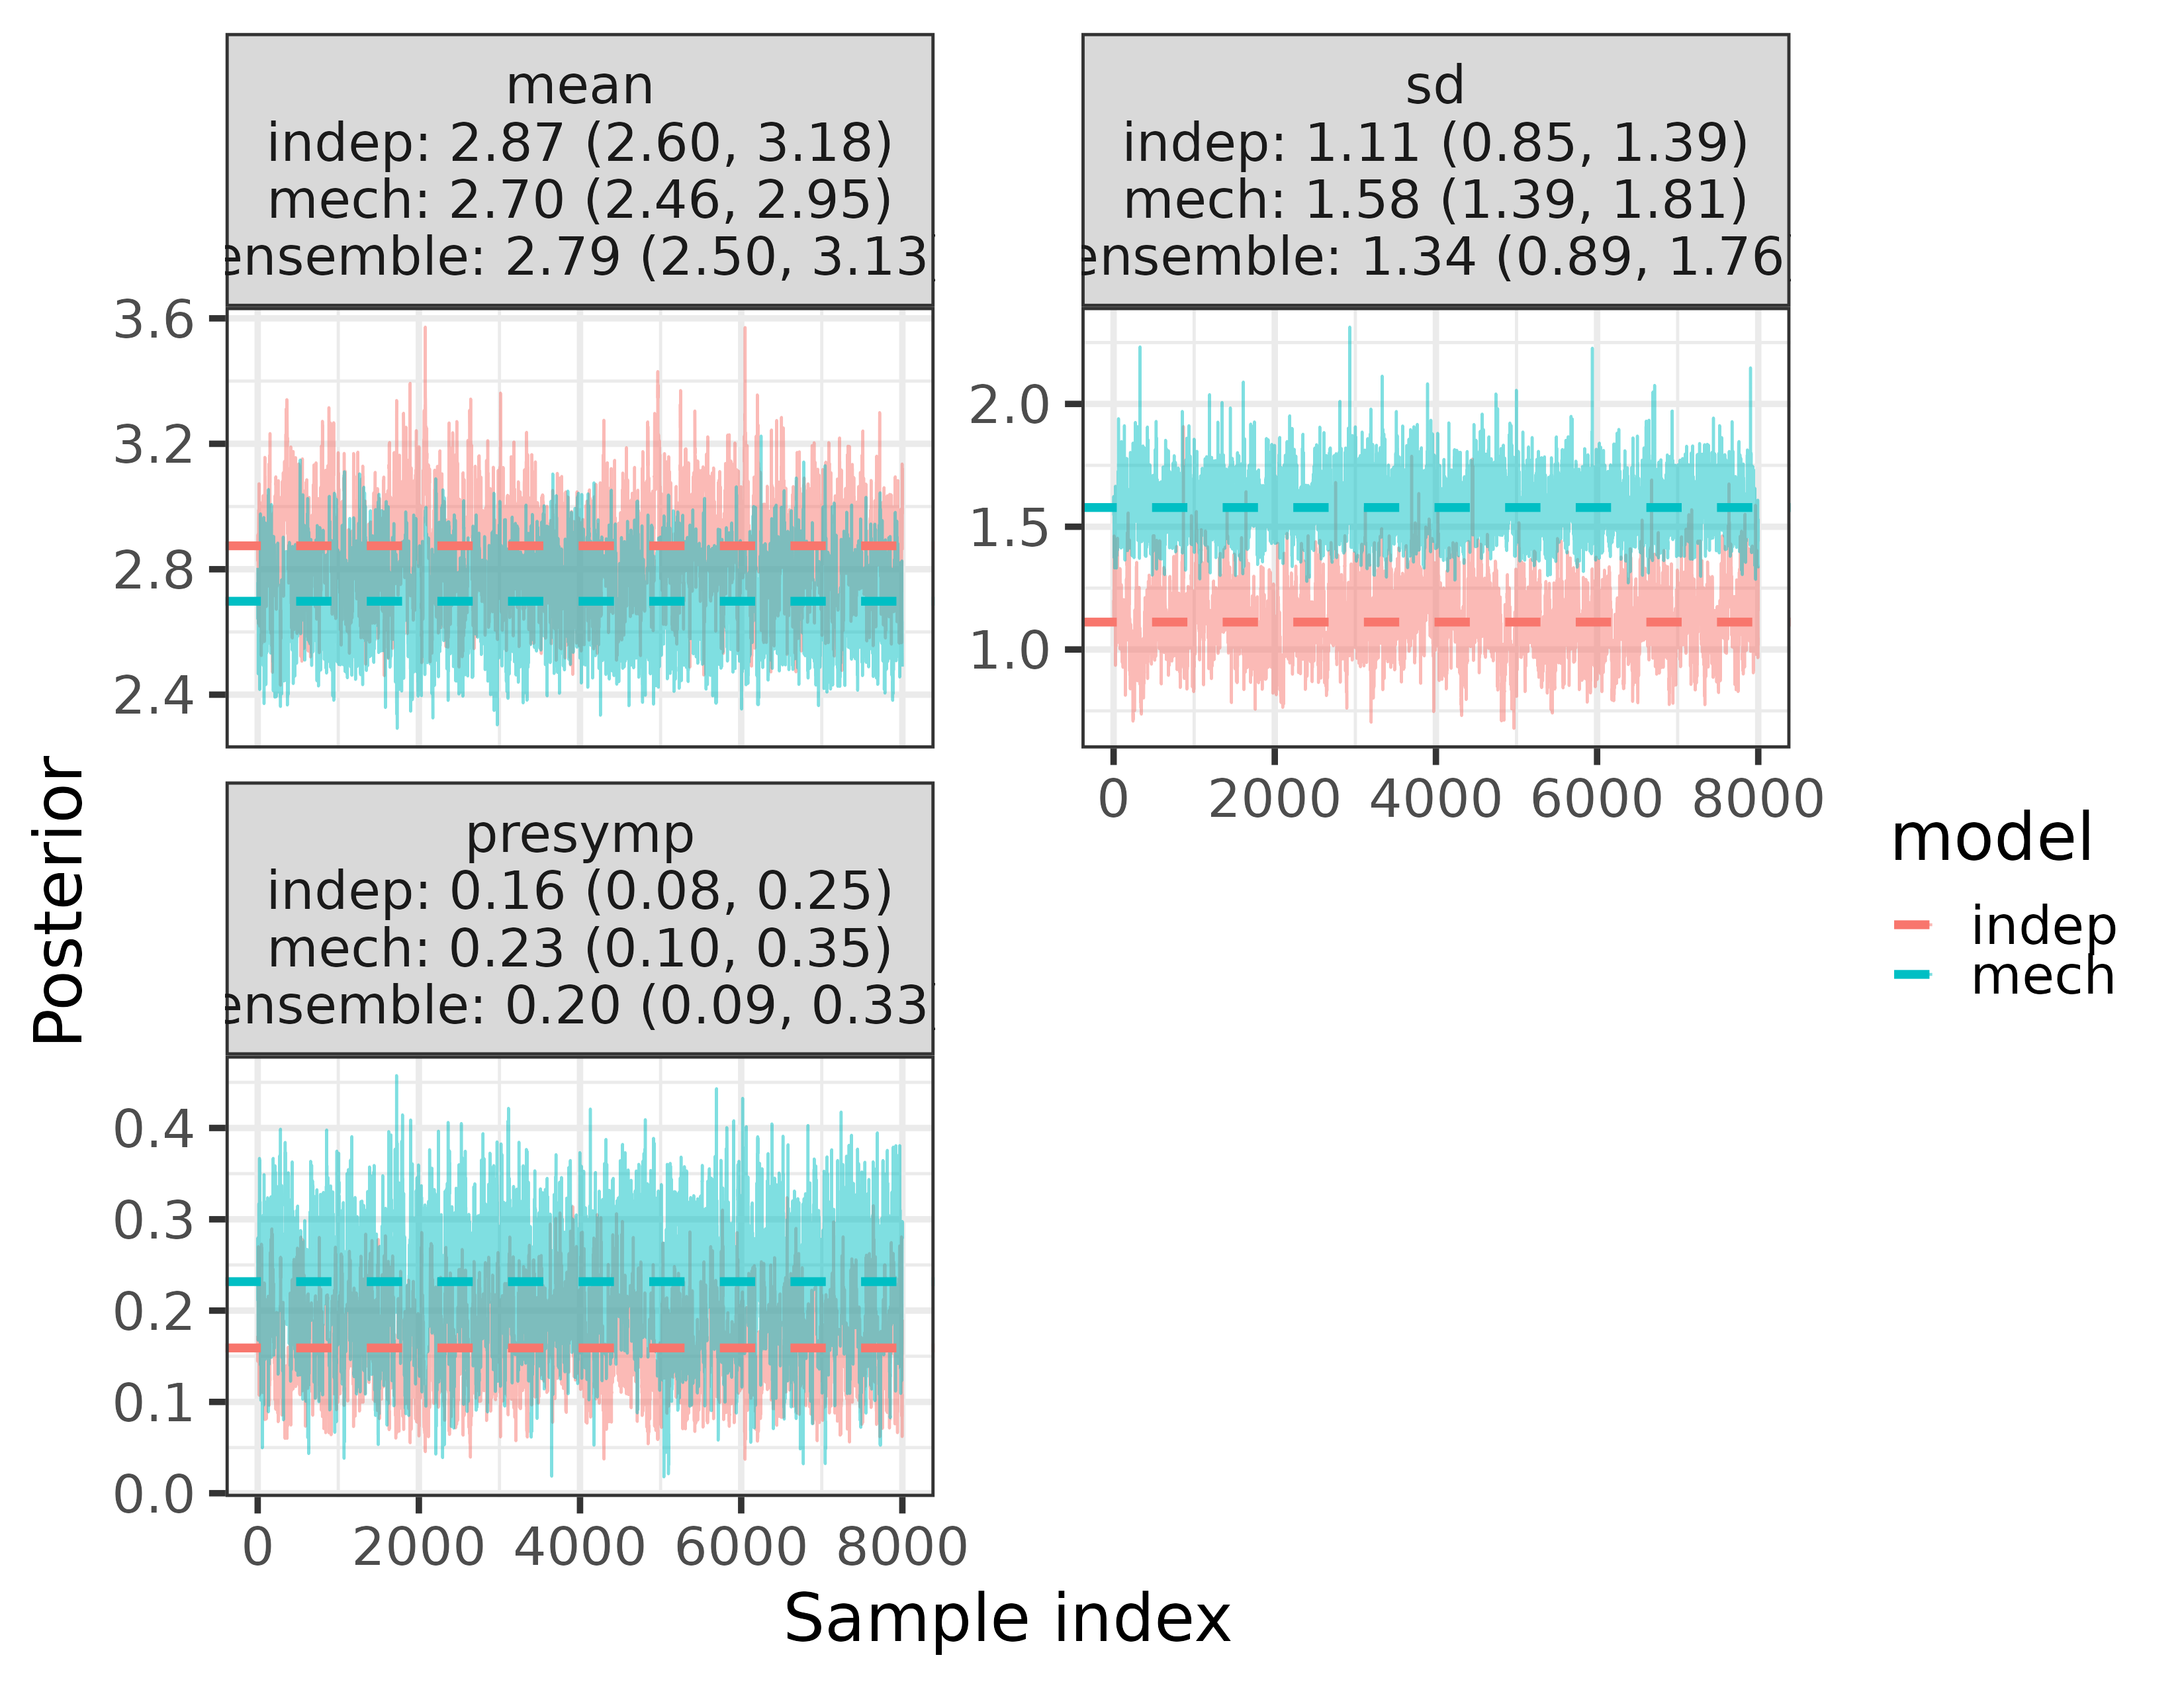 mean
indep: 2.87 (2.60, 3.18)
mech: 2.70 (2.46, 2.95)
ensemble: 2.79 (2.50, 3.13
sd
indep: 1.11 (0.85, 1.39)
mech: 1.58 (1.39, 1.81)
ensemble: 1.34 (0.89, 1.76
3.6
3.2
2.8
2.4
2.0
1.5
1.0
0 2000 4000 6000 8000
Posterior
presymp
indep: 0.16 (0.08, 0.25)
mech: 0.23 (0.10, 0.35)
ensemble: 0.20 (0.09, 0.33
0.4
0.3
0.2
0.1
0.0
0 2000 4000 6000 8000
Sample index
model
indep
mech